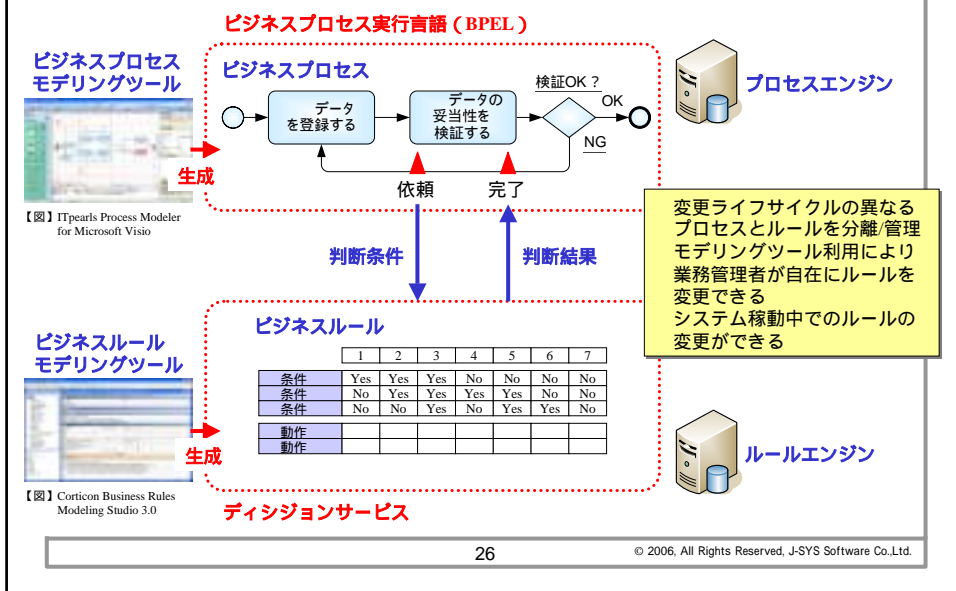 ビジネスプロセス実行言語（BPEL）
ビジネスプロセス
モデリングツール
【図】ITpearls Process Modeler
for Microsoft Visio
生成
ビジネスプロセス
データ
を登録する
データの
妥当性を
検証する
検証OK？
OK
NG
依頼
完了
プロセスエンジン
判断条件
判断結果
変更ライフサイクルの異なる
プロセスとルールを分離/管理
モデリングツール利用により
業務管理者が自在にルールを
変更できる
システム稼動中でのルールの
変更ができる
ビジネスルール
モデリングツール
【図】Corticon Business Rules
Modeling Studio 3.0
生成
ビジネスルール
1 2 3 4 5 6 7
条件 Yes Yes Yes No No No No
条件 No Yes Yes Yes Yes No No
条件 No No Yes No Yes Yes No
動作
動作
ルールエンジン
ディシジョンサービス
26
© 2006, All Rights Reserved, J-SYS Software Co.,Ltd.